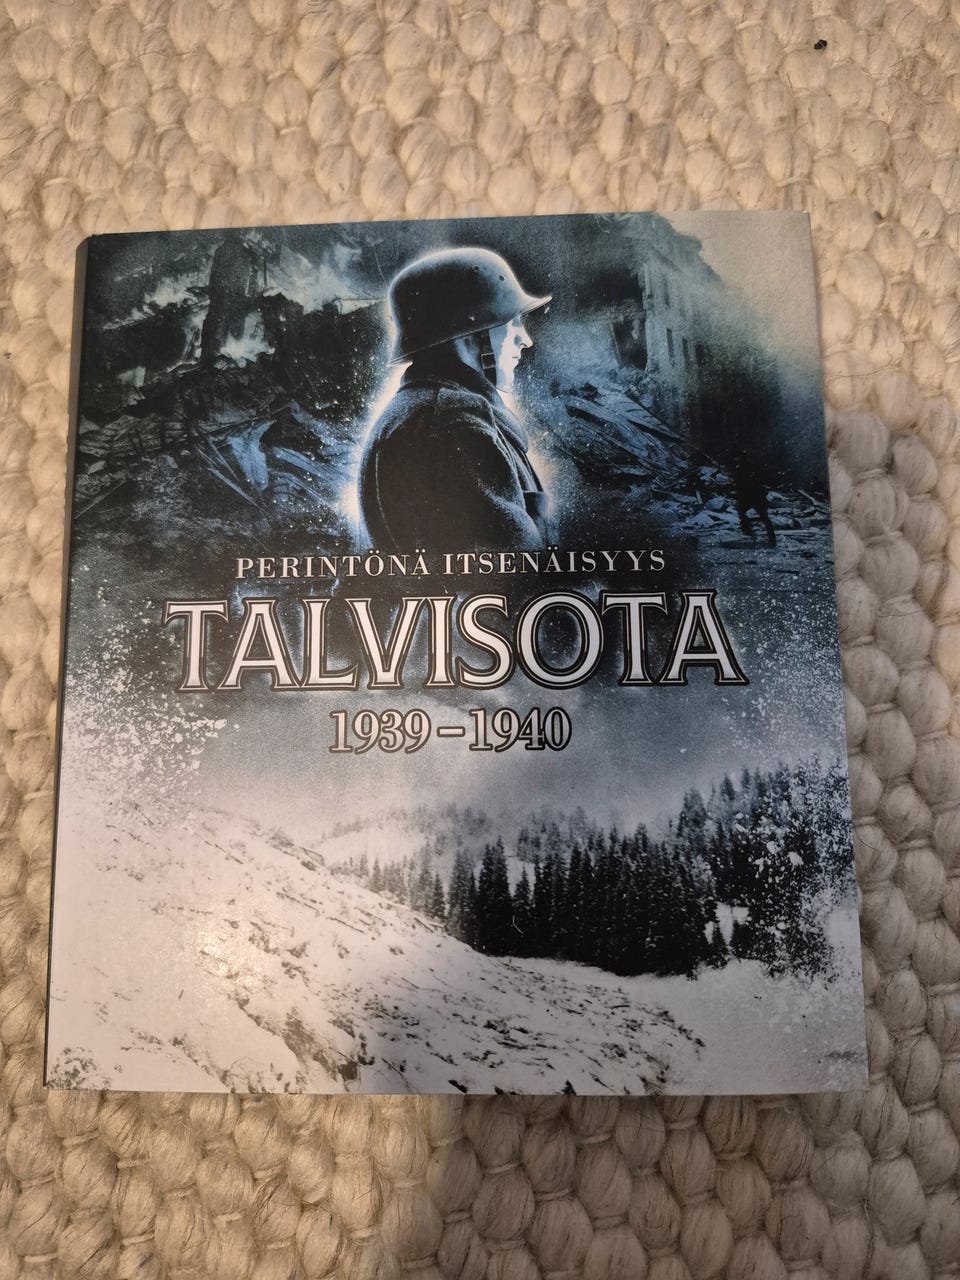 PERINTÖNÄ ITSENÄISYYS
TALVISOTA
1939–1940